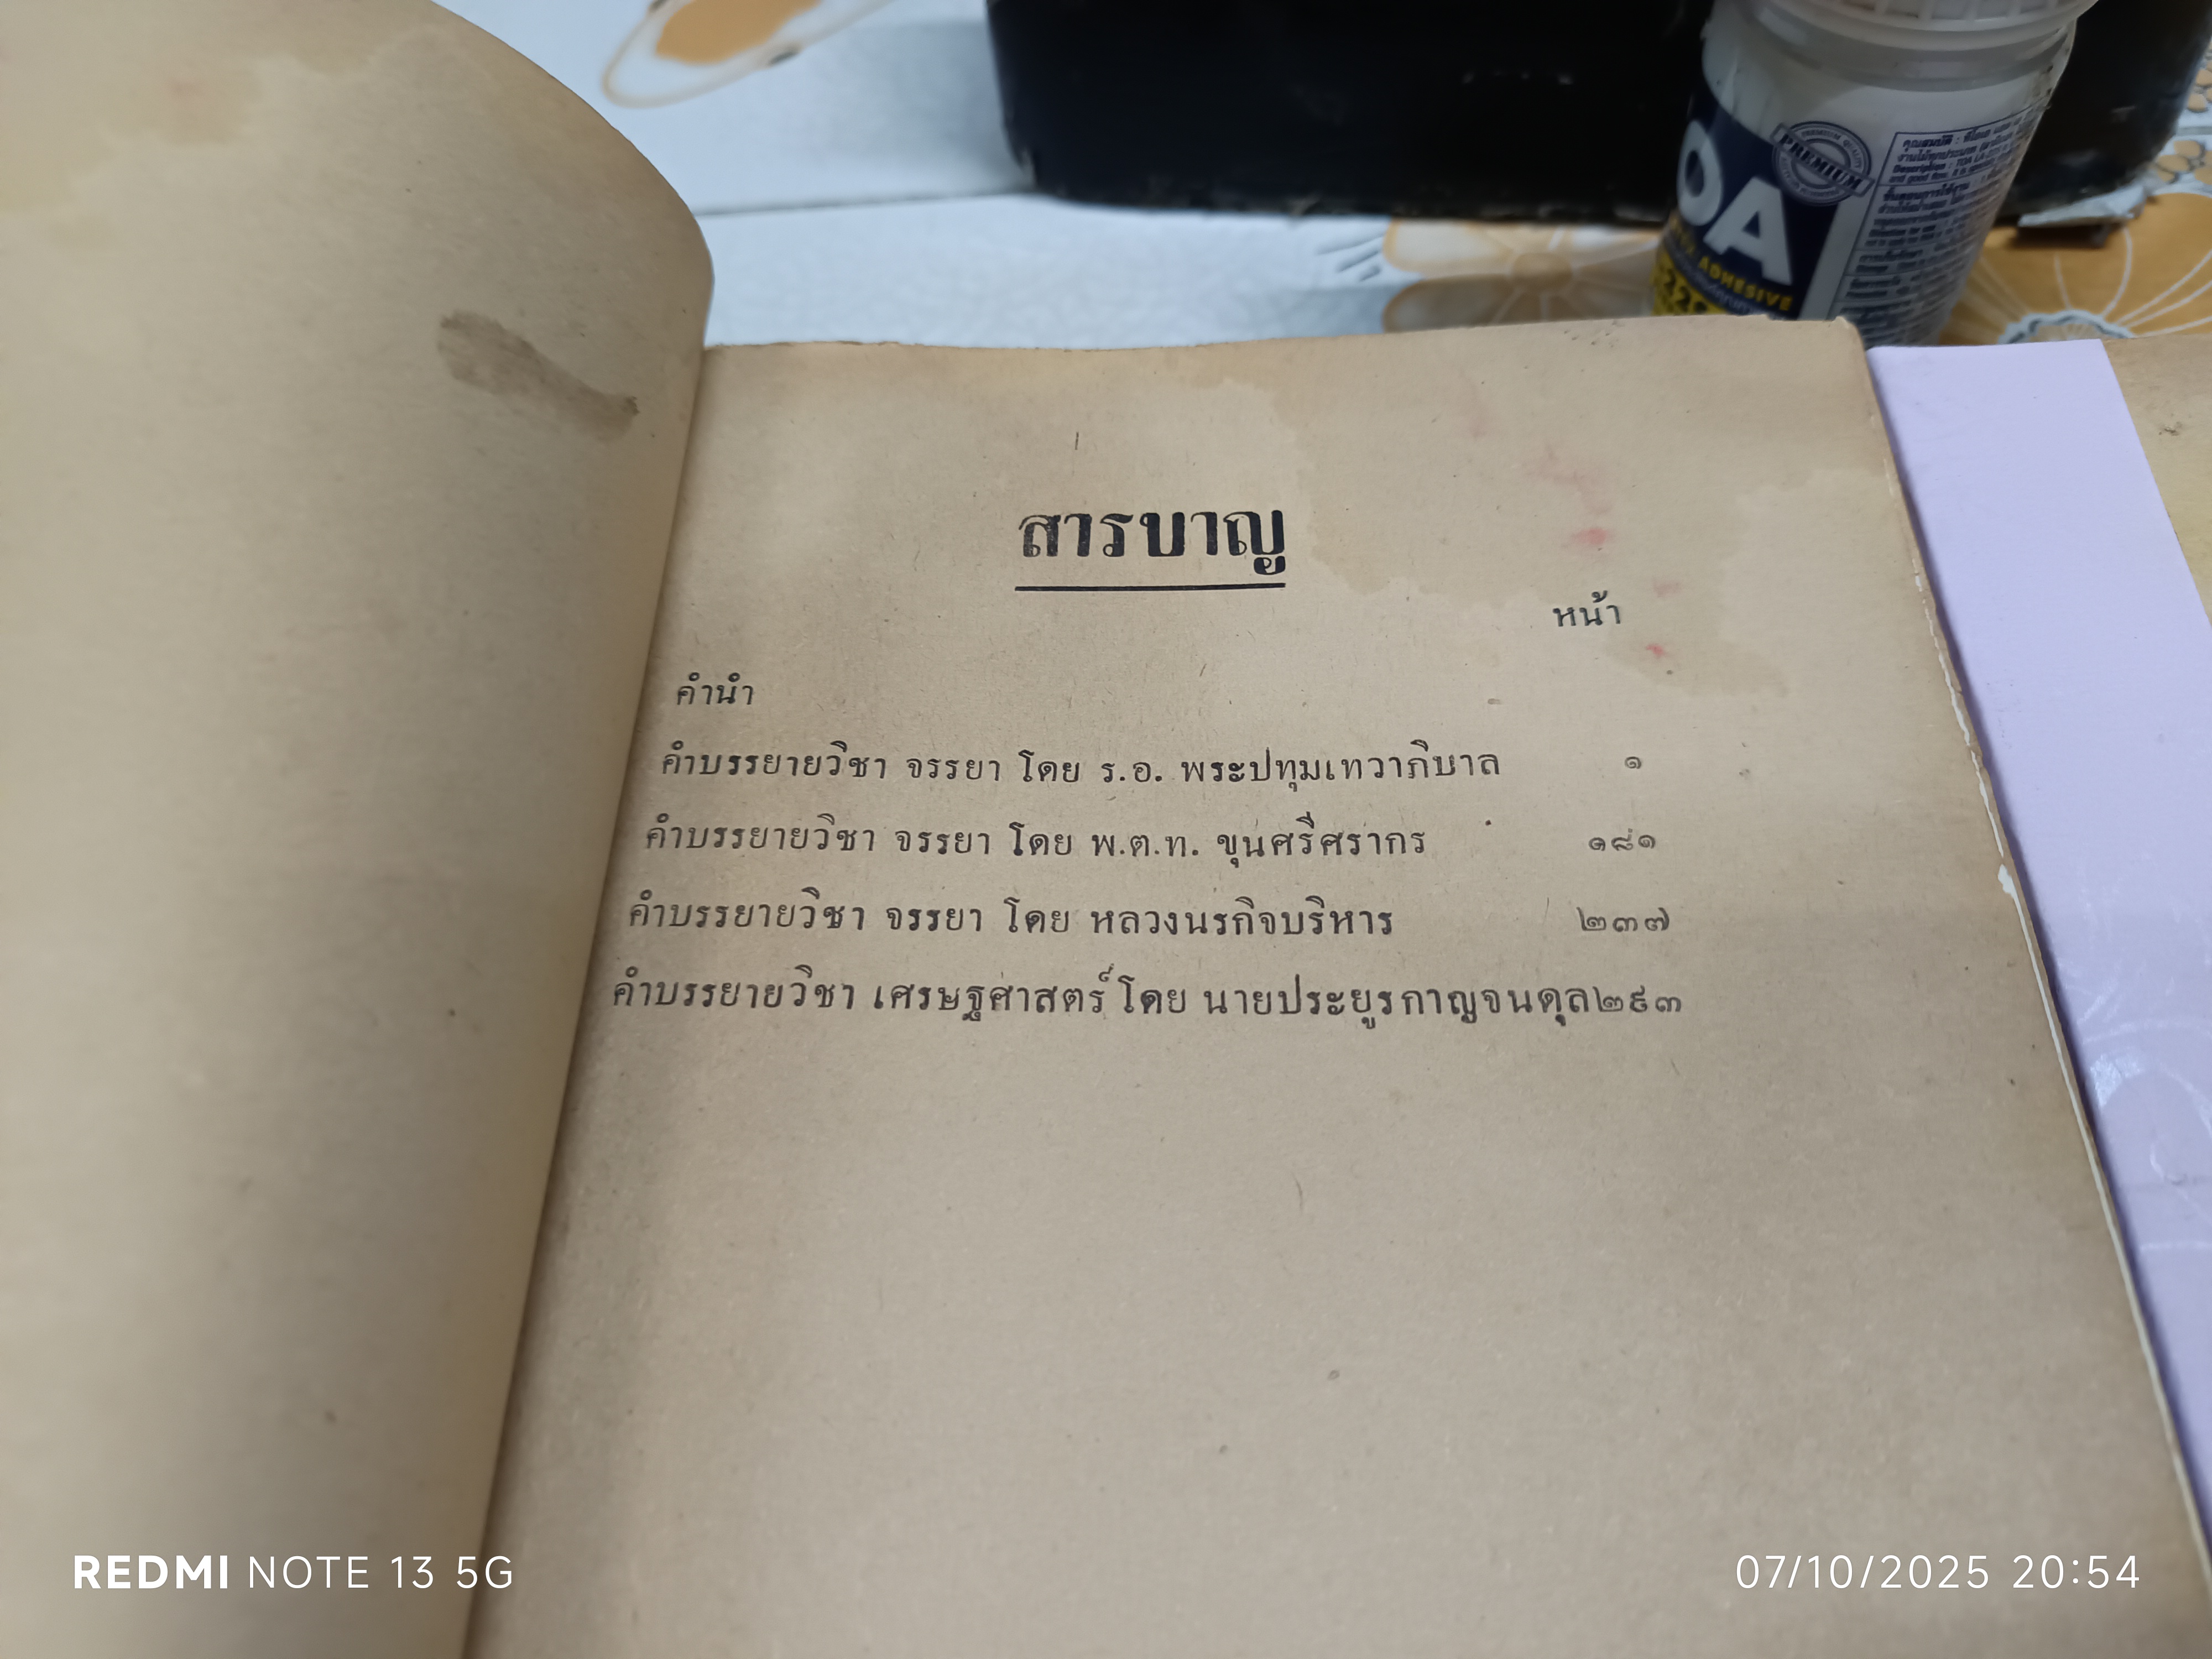 OA
PREMIUM
ADHESIVE
สารบาญ
หน้า
คำนำ
คำบรรยายวิชา จรรยา โดย ร.อ. พระปทุมเทวาภิบาล ๑
คำบรรยายวิชา จรรยา โดย พ.ต.ท. ขุนศรีศรากร ๑๘๑
คำบรรยายวิชา จรรยา โดย หลวงนรกิจบริหาร ๒๓๗
คำบรรยายวิชา เศรษฐศาสตร์ โดย นายประยูร กาญจนดุล ๒๙๓
REDMI NOTE 13 5G
07/10/2025 20:54